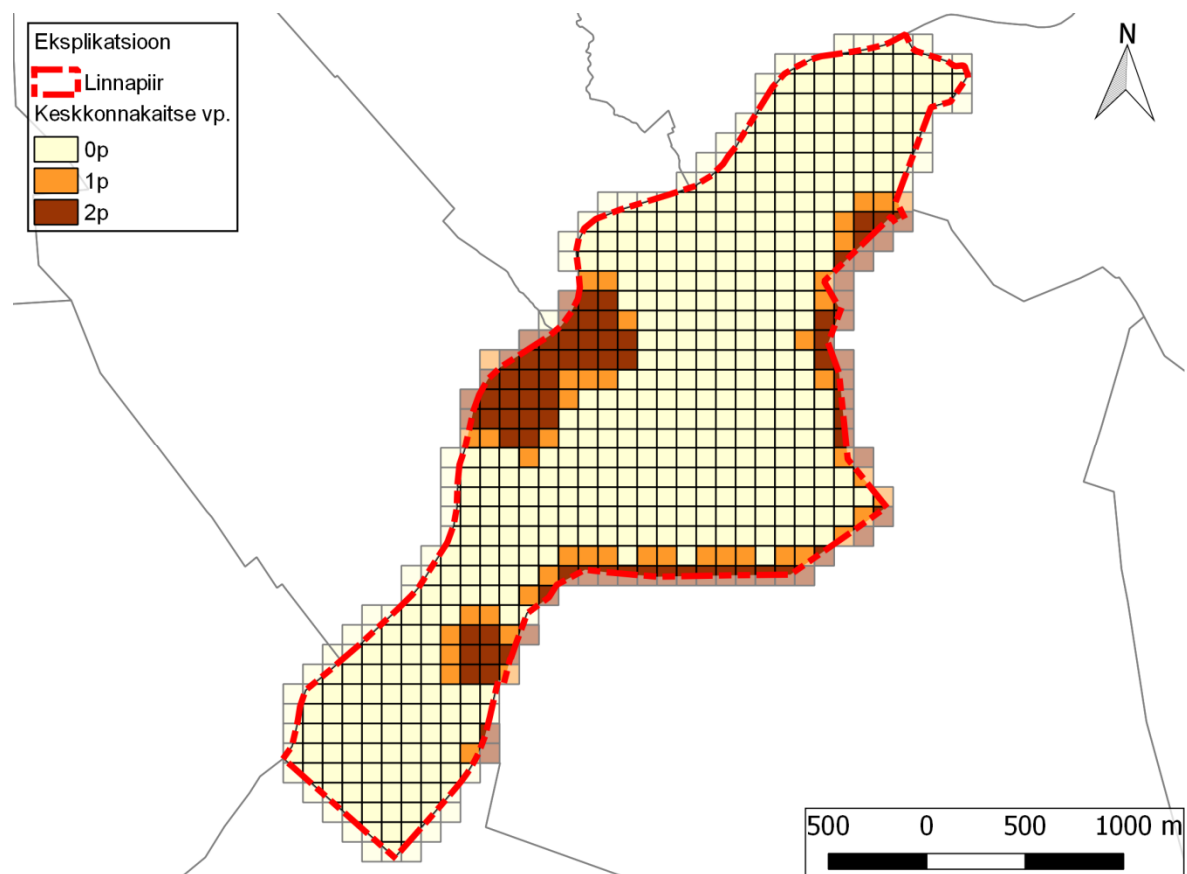 Eksplikatsioon
Linnapiir
Keskkonnakaitse vp.
0p
1p
2p
N
500 0 500 1000 m